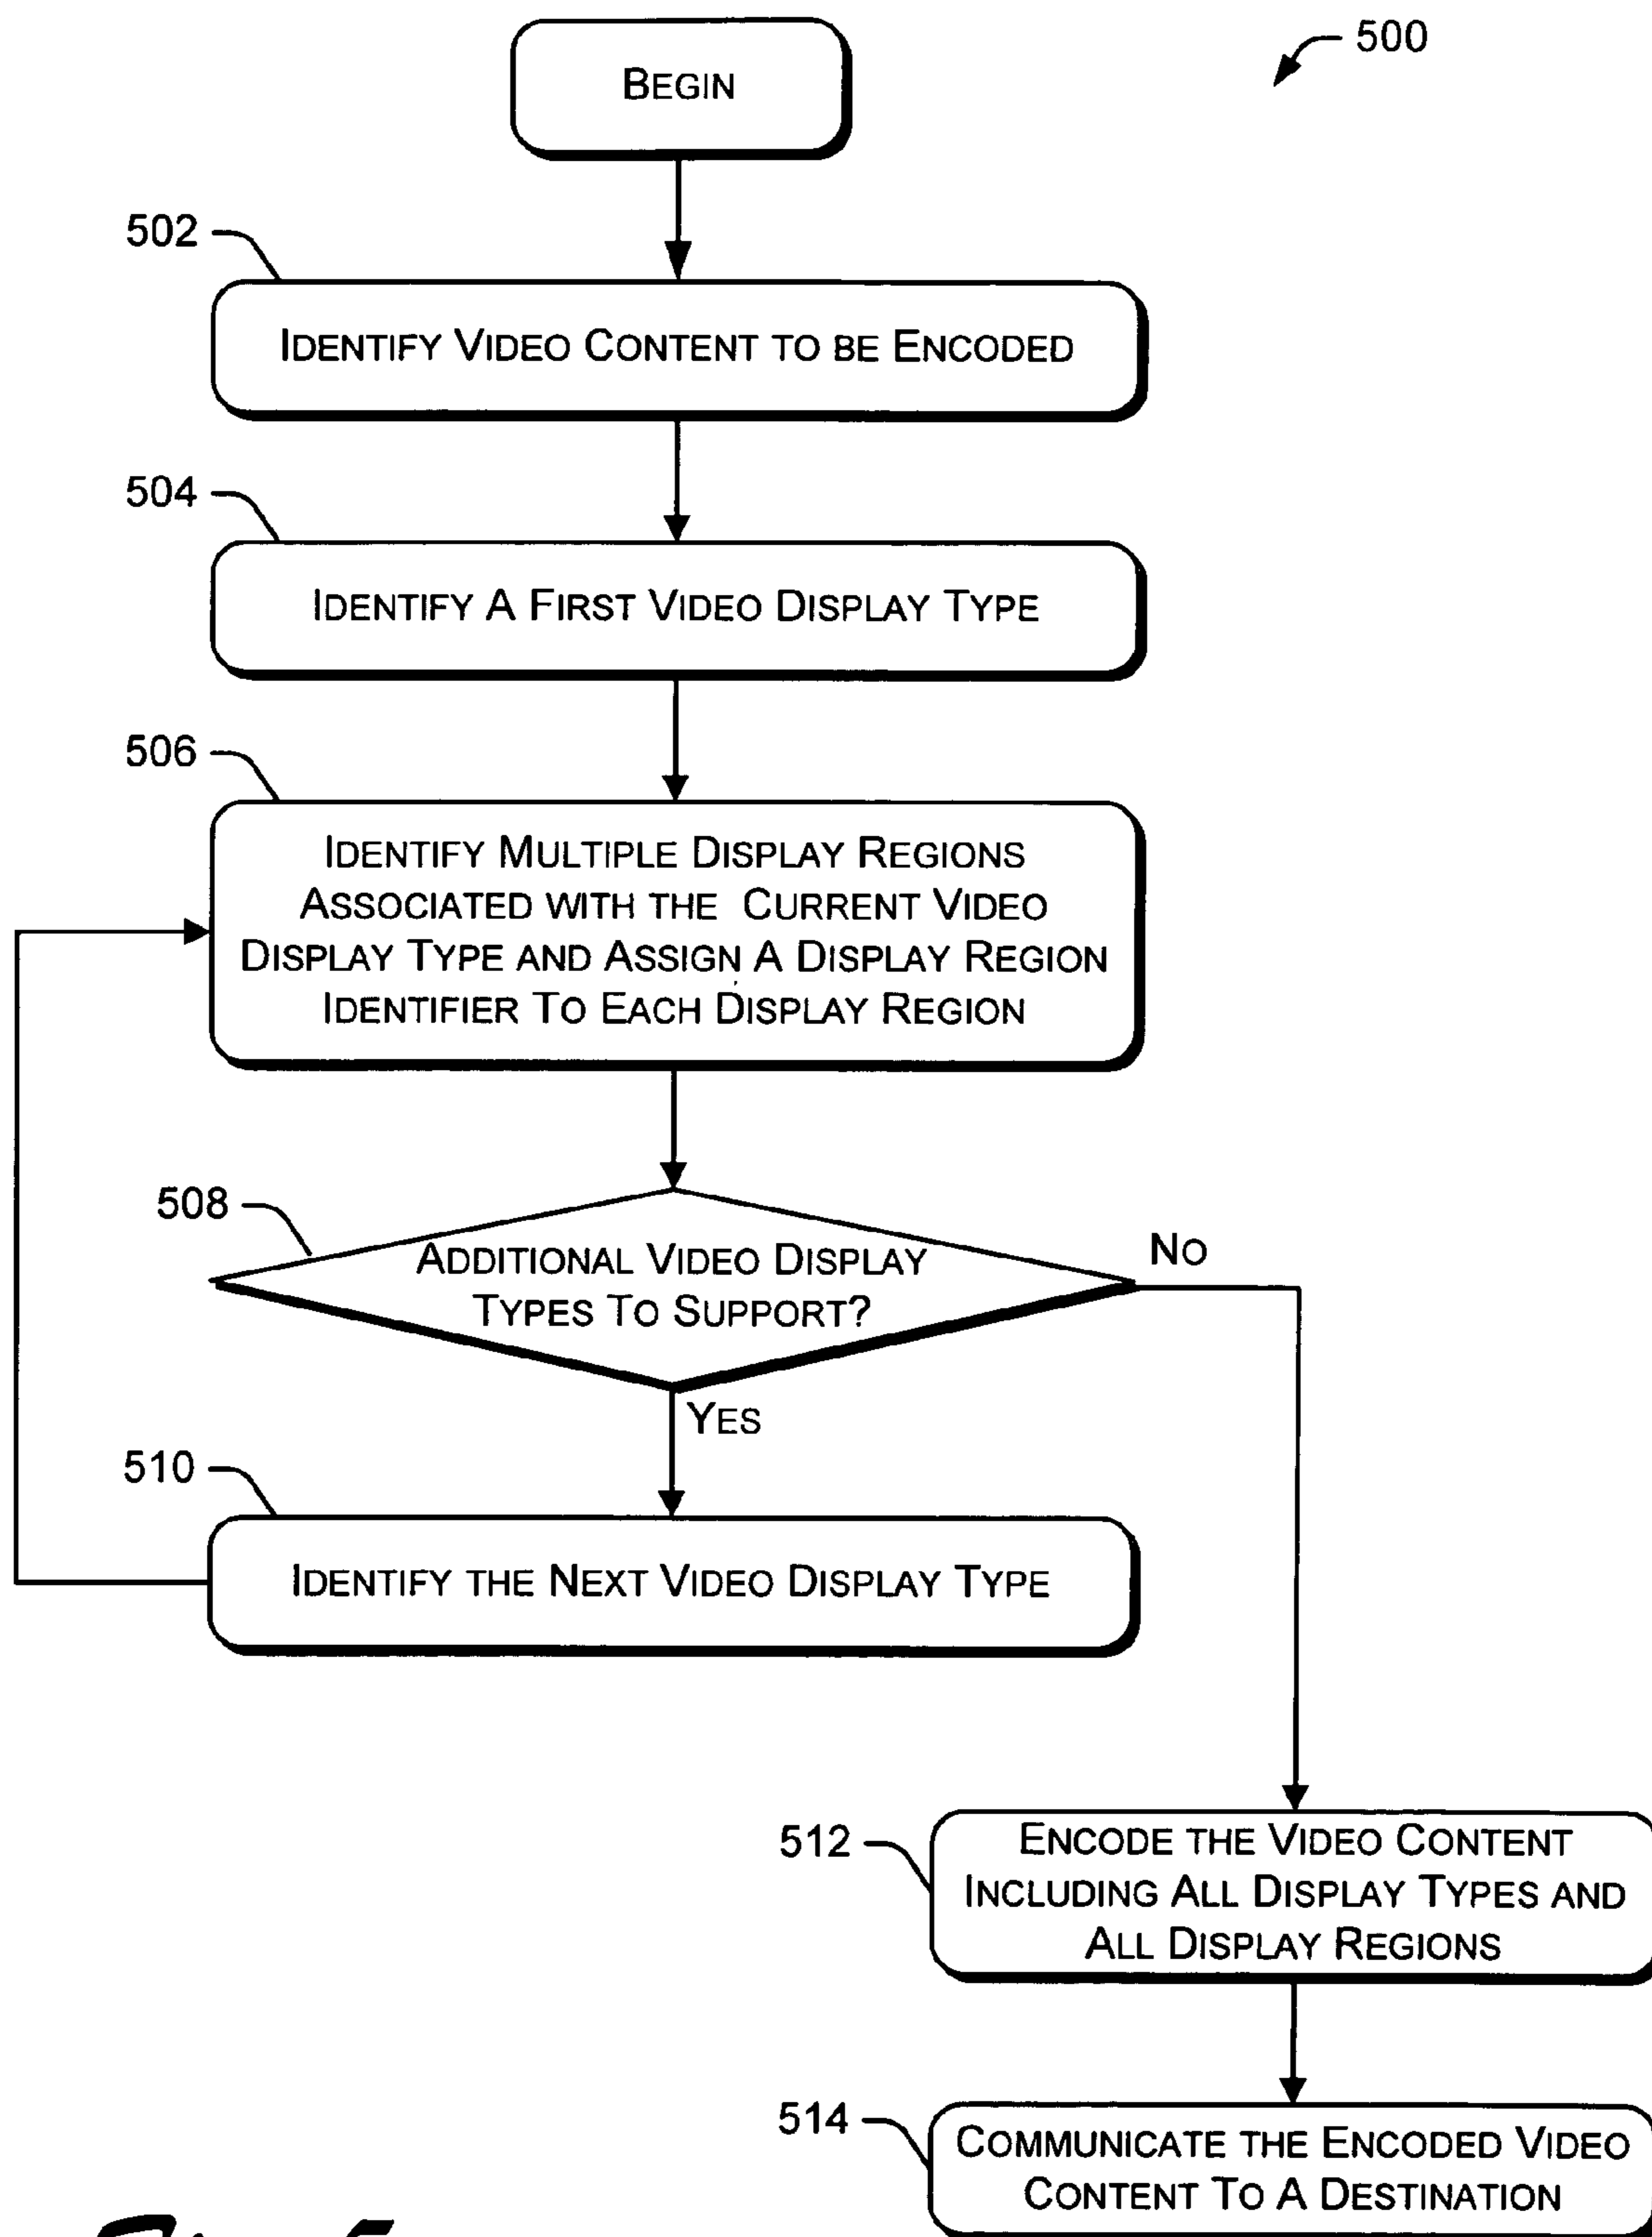 500
BEGIN
502
IDENTIFY VIDEO CONTENT TO BE ENCODED
504
IDENTIFY A FIRST VIDEO DISPLAY TYPE
506
IDENTIFY MULTIPLE DISPLAY REGIONS
ASSOCIATED WITH THE CURRENT VIDEO
DISPLAY TYPE AND ASSIGN A DISPLAY REGION
IDENTIFIER TO EACH DISPLAY REGION
508
ADDITIONAL VIDEO DISPLAY
TYPES TO SUPPORT?
NO
YES
510
IDENTIFY THE NEXT VIDEO DISPLAY TYPE
512
ENCODE THE VIDEO CONTENT
INCLUDING ALL DISPLAY TYPES AND
ALL DISPLAY REGIONS
514
COMMUNICATE THE ENCODED VIDEO
CONTENT TO A DESTINATION